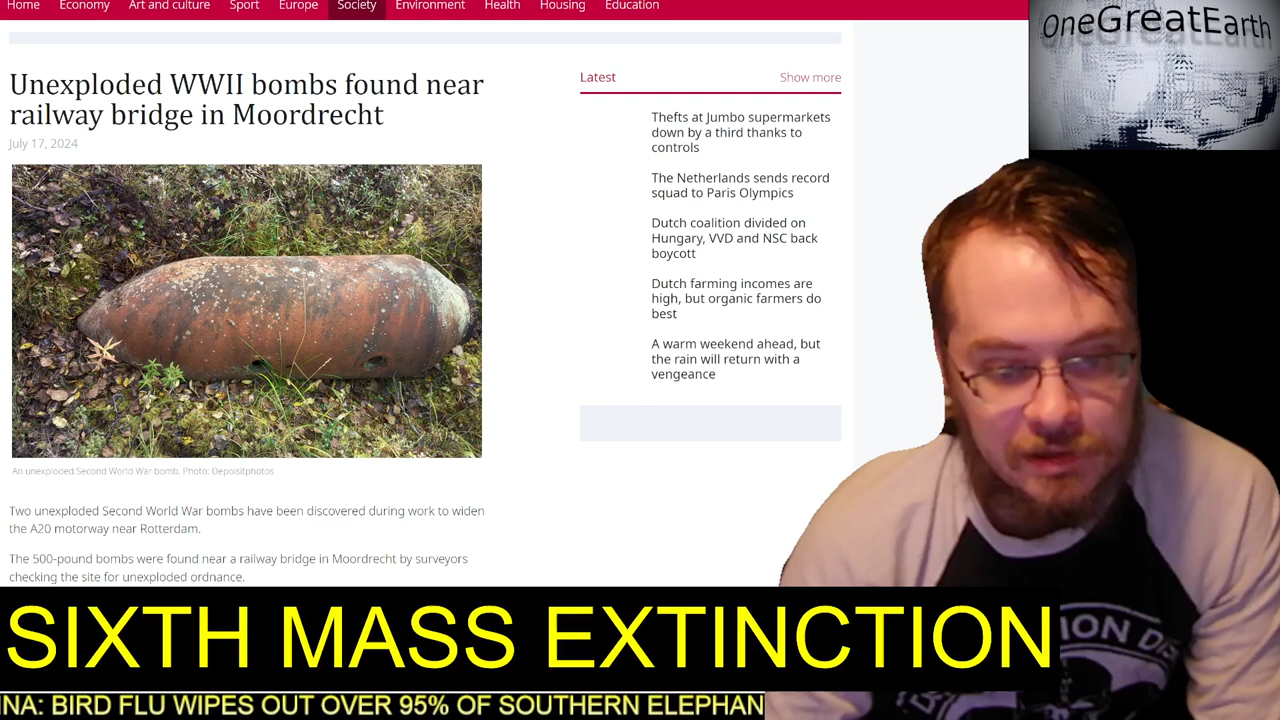 Home Economy Art and culture Sport Europe Society Environment Health Housing Education
OneGreatEarth
Unexploded WWII bombs found near
railway bridge in Moordrecht
July 17, 2024
An unexploded Second World War bomb. Photo: Depoisitphotos
Two unexploded Second World War bombs have been discovered during work to widen
the A20 motorway near Rotterdam.
The 500-pound bombs were found near a railway bridge in Moordrecht by surveyors
checking the site for unexploded ordnance.
Latest Show more
Thefts at Jumbo supermarkets
down by a third thanks to
controls
The Netherlands sends record
squad to Paris Olympics
Dutch coalition divided on
Hungary, VVD and NSC back
boycott
Dutch farming incomes are
high, but organic farmers do
best
A warm weekend ahead, but
the rain will return with a
vengeance
ION DIS
SIXTH MASS EXTINCTION
INA: BIRD FLU WIPES OUT OVER 95% OF SOUTHERN ELEPHAN